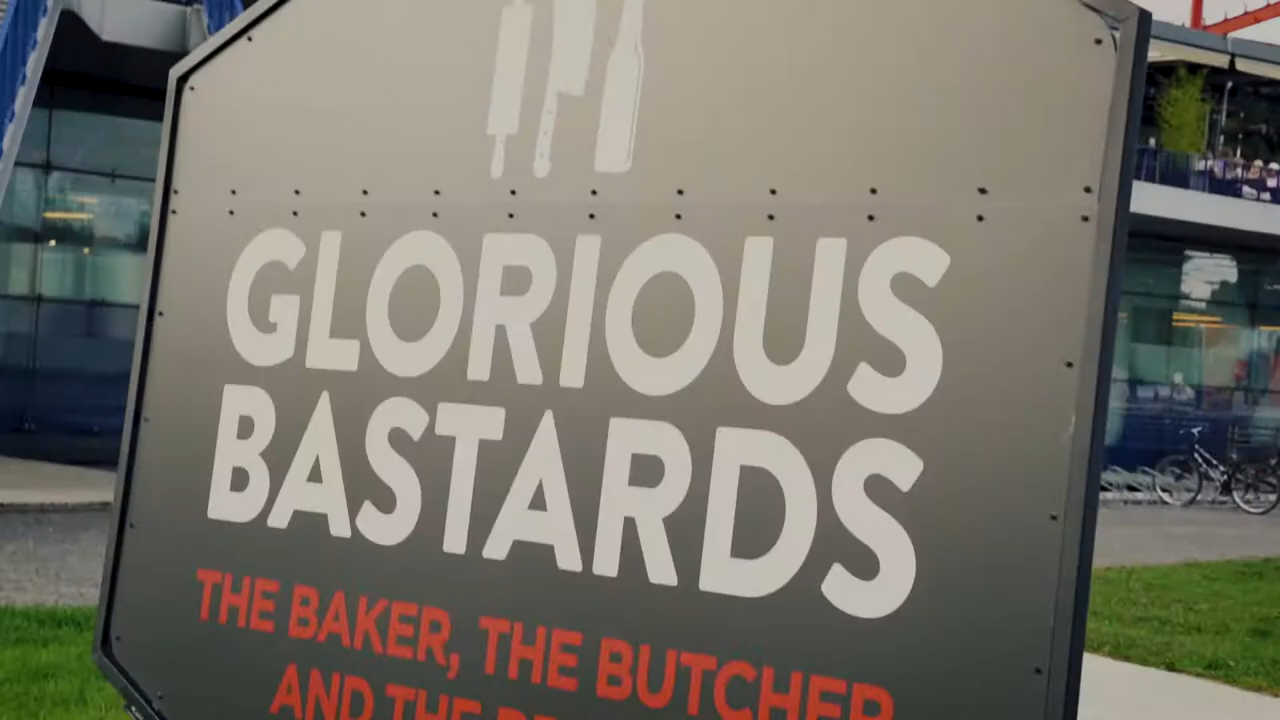 GLORIOUS
BASTARDS
THE BAKER, THE BUTCHER
AND THE